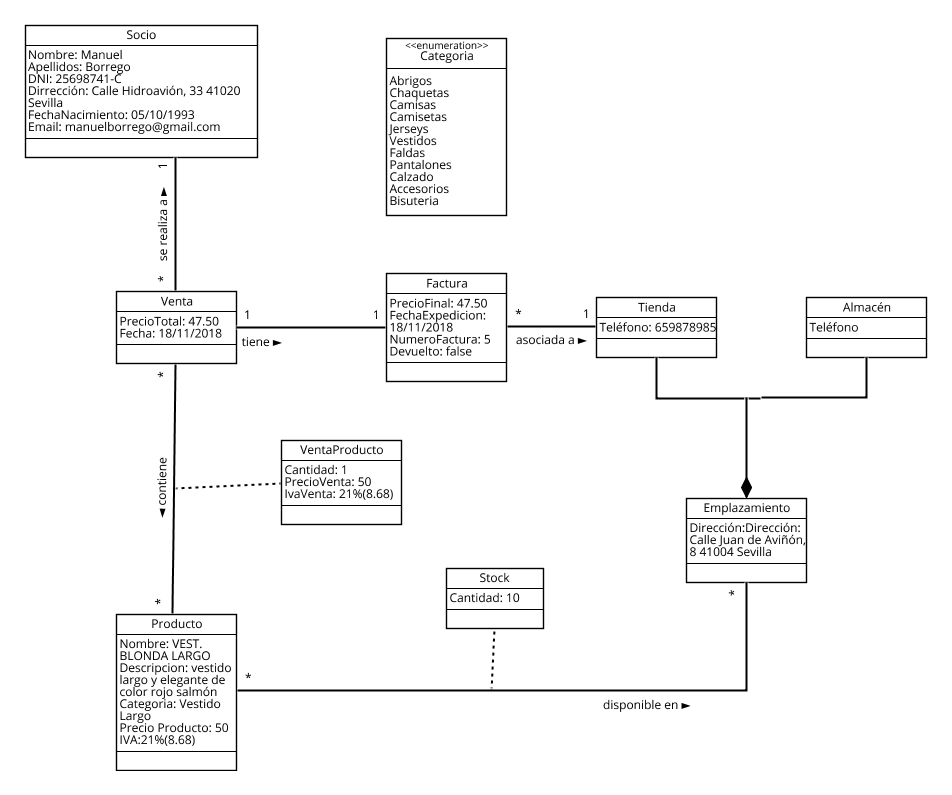 Socio
Nombre: Manuel
Apellidos: Borrego
DNI: 25698741-C
Dirrección: Calle Hidroavión, 33 41020
Sevilla
FechaNacimiento: 05/10/1993
Email: manuelborrego@gmail.com
<<enumeration>>
Categoria
Abrigos
Chaquetas
Camisas
Camisetas
Jerseys
Vestidos
Faldas
Pantalones
Calzado
Accesorios
Bisuteria
1
se realiza a ►
*
Venta
PrecioTotal: 47.50
Fecha: 18/11/2018
1
1
tiene ►
Factura
PrecioFinal: 47.50
FechaExpedicion:
18/11/2018
NumeroFactura: 5
Devuelto: false
*
1
asociada a ►
Tienda
Teléfono: 659878985
Almacén
Teléfono
*
◄ contiene
*
VentaProducto
Cantidad: 1
PrecioVenta: 50
IvaVenta: 21%(8.68)
Emplazamiento
Dirección:Dirección:
Calle Juan de Aviñón,
8 41004 Sevilla
*
Stock
Cantidad: 10
Producto
Nombre: VEST.
BLONDA LARGO
Descripcion: vestido
largo y elegante de
color rojo salmón
Categoria: Vestido
Largo
Precio Producto: 50
IVA:21%(8.68)
*
disponible en ►